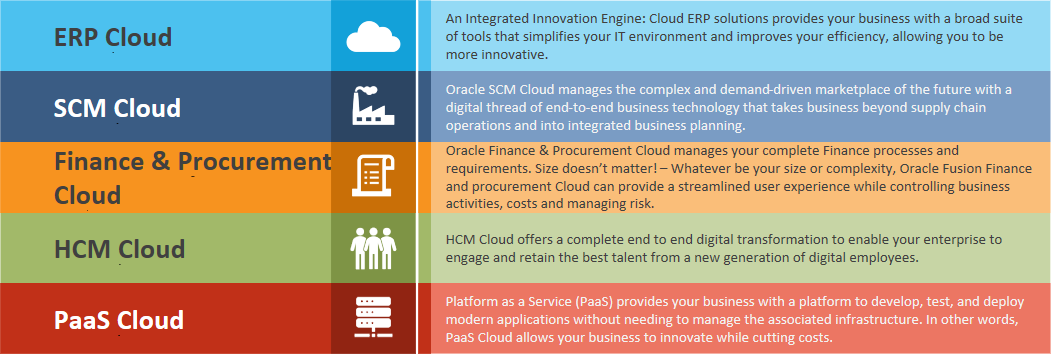 ERP Cloud
An Integrated Innovation Engine: Cloud ERP solutions provides your business with a broad suite
of tools that simplifies your IT environment and improves your efficiency, allowing you to be
more innovative.
SCM Cloud
Oracle SCM Cloud manages the complex and demand-driven marketplace of the future with a
digital thread of end-to-end business technology that takes business beyond supply chain
operations and into integrated business planning.
Finance & Procurement
Cloud
Oracle Finance & Procurement Cloud manages your complete Finance processes and
requirements. Size doesn’t matter! – Whatever be your size or complexity, Oracle Fusion Finance
and procurement Cloud can provide a streamlined user experience while controlling business
activities, costs and managing risk.
HCM Cloud
HCM Cloud offers a complete end to end digital transformation to enable your enterprise to
engage and retain the best talent from a new generation of digital employees.
PaaS Cloud
Platform as a Service (PaaS) provides your business with a platform to develop, test, and deploy
modern applications without needing to manage the associated infrastructure. In other words,
PaaS Cloud allows your business to innovate while cutting costs.